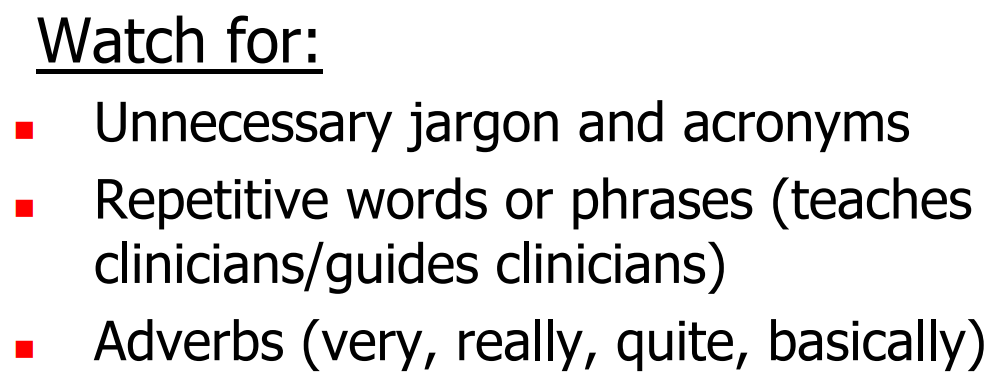 Watch for:
Unnecessary jargon and acronyms
Repetitive words or phrases (teaches
clinicians/guides clinicians)
Adverbs (very, really, quite, basically)